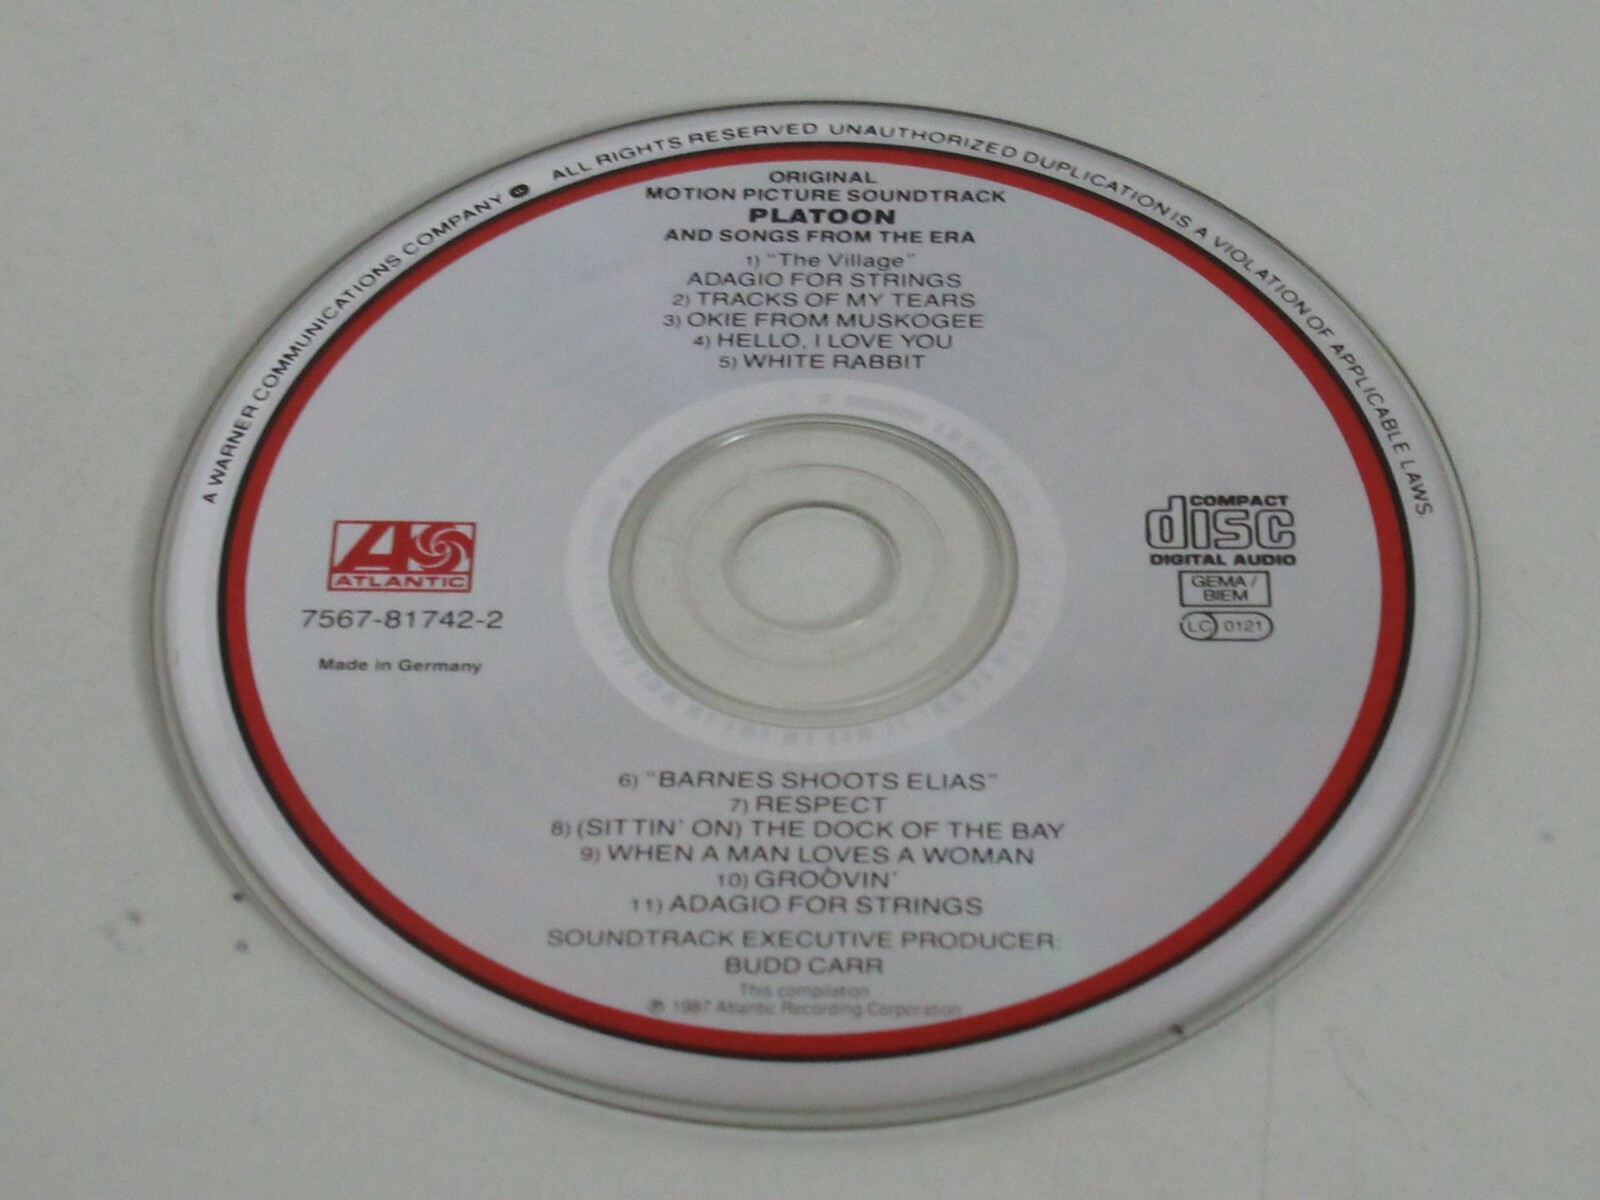 A WARNER COMMUNICATIONS COMPANY ALL RIGHTS RESERVED UNAUTHORIZED DUPLICATION IS A VIOLATION OF APPLICABLE LAWS.
ORIGINAL
MOTION PICTURE SOUNDTRACK
PLATOON
AND SONGS FROM THE ERA
1) "The Village"
ADAGIO FOR STRINGS
2) TRACKS OF MY TEARS
3) OKIE FROM MUSKOGEE
4) HELLO, I LOVE YOU
5) WHITE RABBIT
ATLANTIC
7567-81742-2
Made in Germany
COMPACT
disc
DIGITAL AUDIO
GEMA/
BIEM
LC 0121
6) "BARNES SHOOTS ELIAS"
7) RESPECT
8) (SITTIN' ON) THE DOCK OF THE BAY
9) WHEN A MAN LOVES A WOMAN
10) GROOVIN'
11) ADAGIO FOR STRINGS
SOUNDTRACK EXECUTIVE PRODUCER:
BUDD CARR
This compilation
℗ 1987 Atlantic Recording Corporation